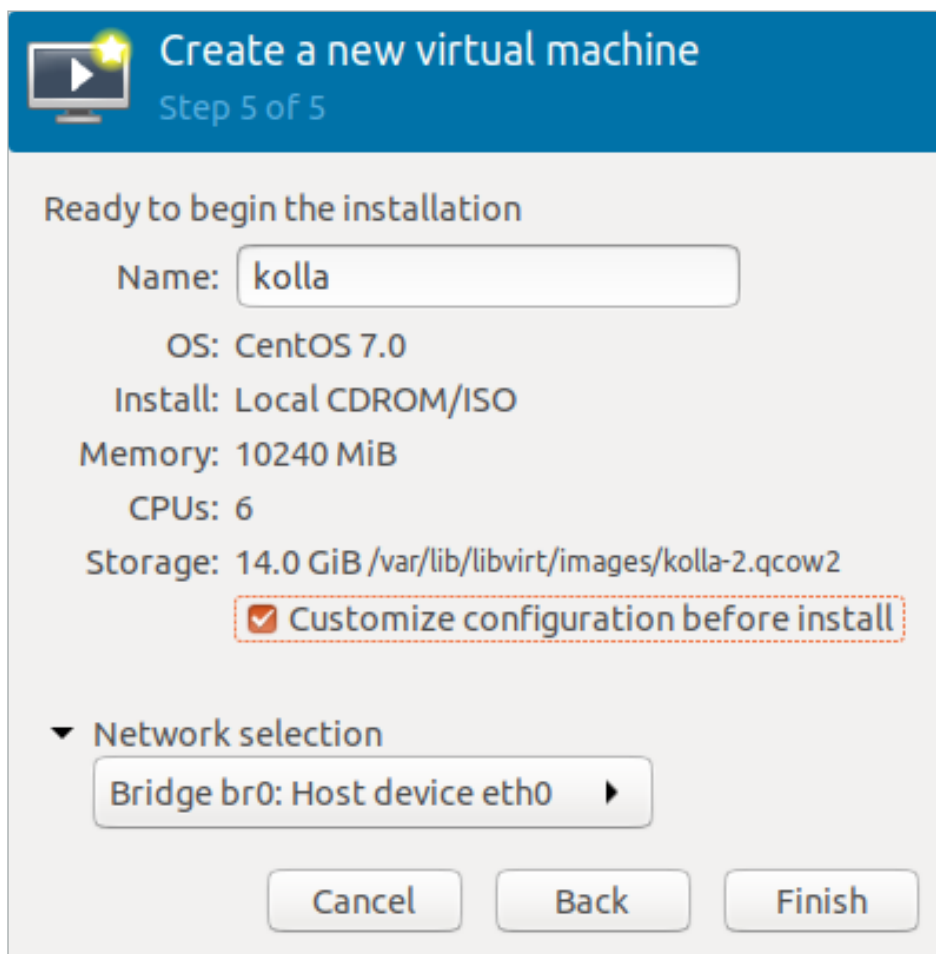 Create a new virtual machine
Step 5 of 5
Ready to begin the installation
Name: kolla
OS: CentOS 7.0
Install: Local CDROM/ISO
Memory: 10240 MiB
CPUs: 6
Storage: 14.0 GiB /var/lib/libvirt/images/kolla-2.qcow2
Customize configuration before install
Network selection
Bridge br0: Host device eth0
Cancel Back Finish